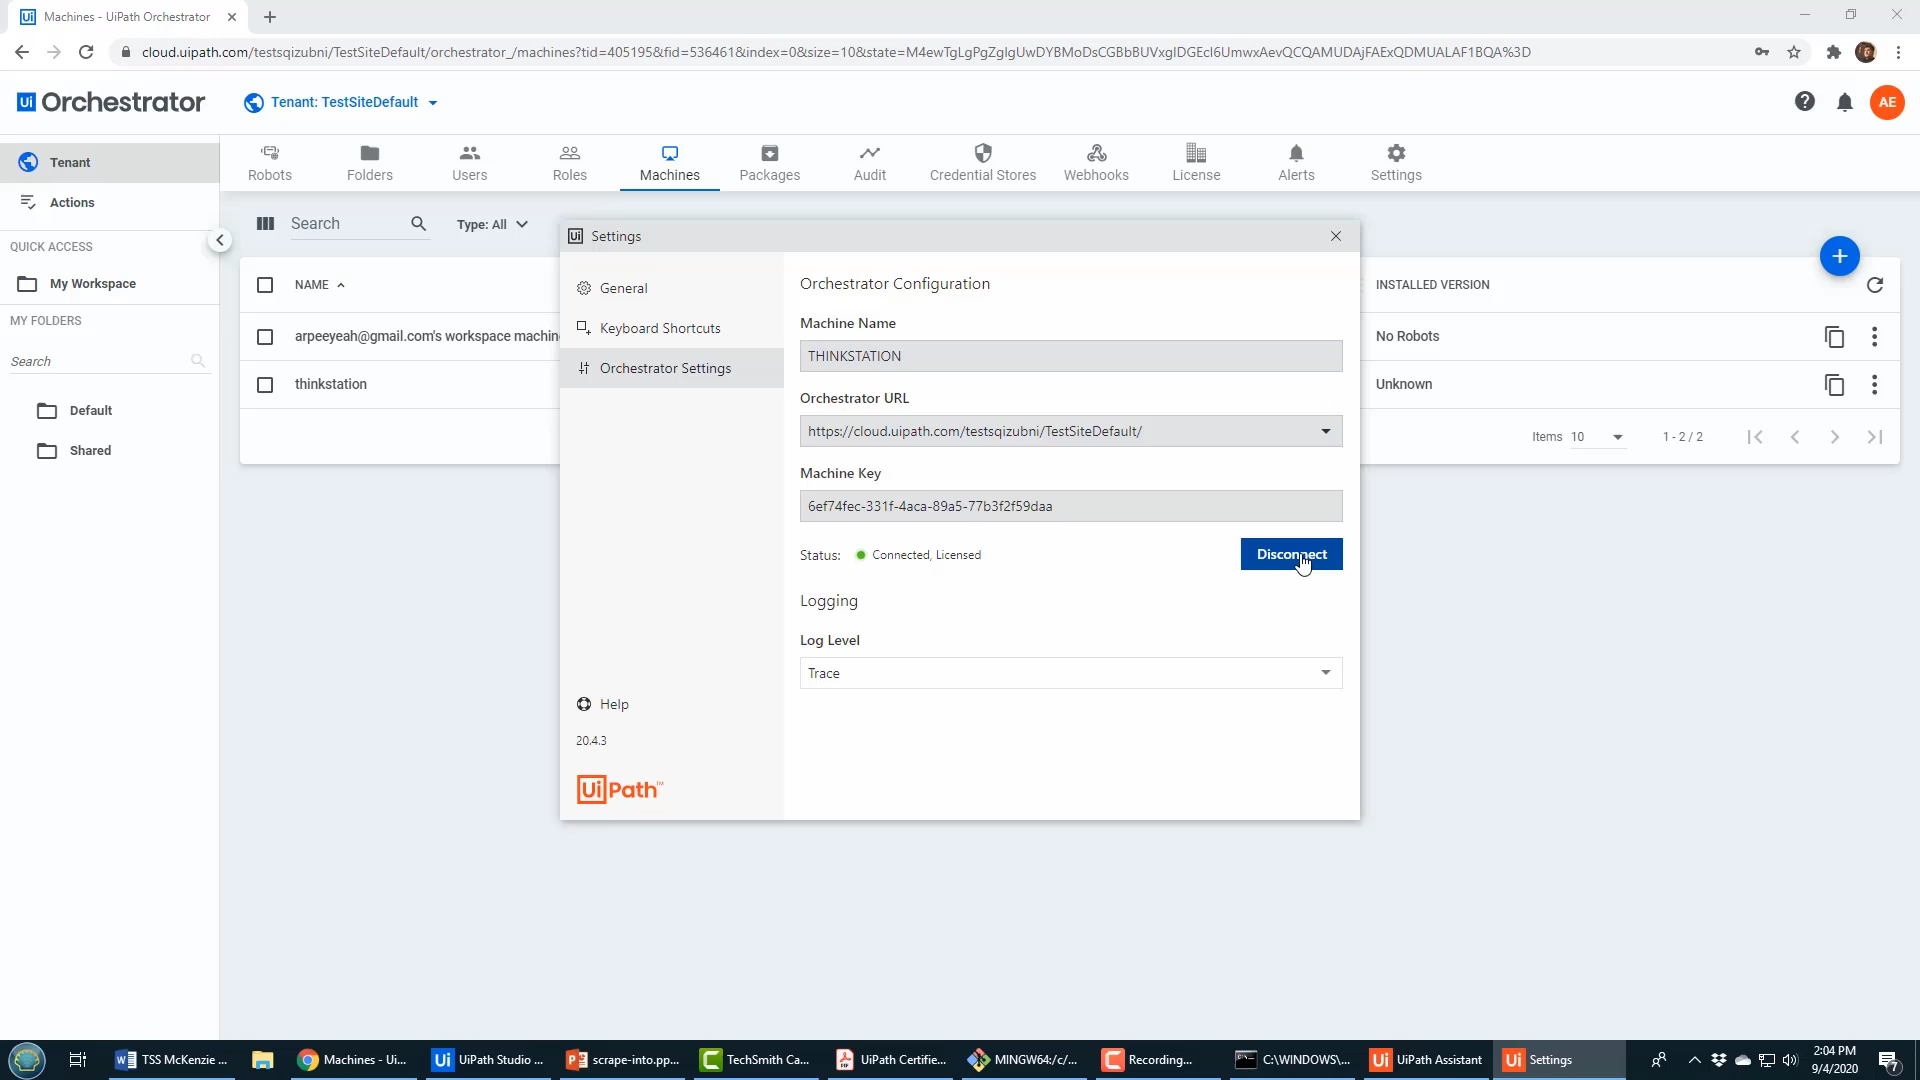 Machines - UiPath Orchestrator
cloud.uipath.com/testsqizubni/TestSiteDefault/orchestrator_/machines?tid=405195&fid=536461&index=0&size=10&state=M4ewTgLgPgZglgUwDYBMoDsCGBbBUVxgIDGEcI6UmwxAevQCQAMUDAjFAExQDMUALAF1BQA%3D
Ui Orchestrator
Tenant: TestSiteDefault
AE
Tenant
Actions
QUICK ACCESS
My Workspace
MY FOLDERS
Search
Default
Shared
Robots
Folders
Users
Roles
Machines
Packages
Audit
Credential Stores
Webhooks
License
Alerts
Settings
Search
Type: All
NAME
INSTALLED VERSION
arpeeyeah@gmail.com's workspace machin
No Robots
thinkstation
Unknown
Items 10
1 - 2 / 2
Ui Settings
General
Keyboard Shortcuts
Orchestrator Settings
Help
20.4.3
Ui Path™
Orchestrator Configuration
Machine Name
THINKSTATION
Orchestrator URL
https://cloud.uipath.com/testsqizubni/TestSiteDefault/
Machine Key
6ef74fec-331f-4aca-89a5-77b3f2f59daa
Status: Connected, Licensed
Disconnect
Logging
Log Level
Trace
TSS McKenzie ...
Machines - Ui...
UiPath Studio ...
scrape-into.pp...
TechSmith Ca...
UiPath Certifie...
MINGW64:/c/...
Recording...
C:\WINDOWS\...
UiPath Assistant
Settings
2:04 PM
9/4/2020
7